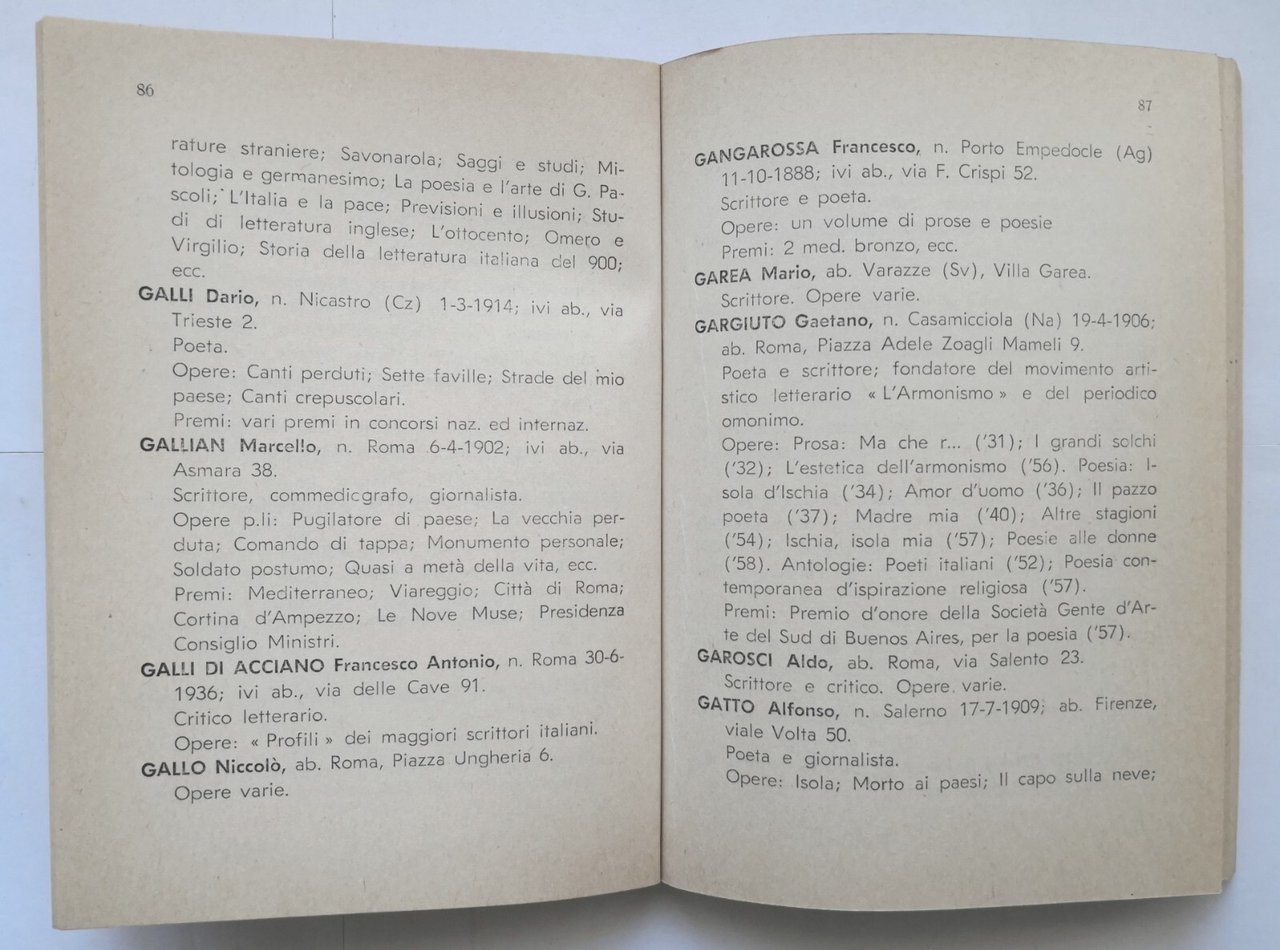 86
rature straniere; Savonarola; Saggi e studi; Mi-
tologia e germanesimo; La poesia e l'arte di G. Pa-
scoli; L'Italia e la pace; Previsioni e illusioni; Stu-
di di letteratura inglese; L'ottocento; Omero e
Virgilio; Storia della letteratura italiana del 900;
ecc.
GALLI Dario, n. Nicastro (Cz) 1-3-1914; ivi ab., via
Trieste 2.
Poeta.
Opere: Canti perduti; Sette faville; Strade del mio
paese; Canti crepuscolari.
Premi: vari premi in concorsi naz. ed internaz.
GALLIAN Marcello, n. Roma 6-4-1902; ivi ab., via
Asmara 38.
Scrittore, commediografo, giornalista.
Opere p.li: Pugilatore di paese; La vecchia per-
duta; Comando di tappa; Monumento personale;
Soldato postumo; Quasi a metà della vita, ecc.
Premi: Mediterraneo; Viareggio; Città di Roma;
Cortina d'Ampezzo; Le Nove Muse; Presidenza
Consiglio Ministri.
GALLI DI ACCIANO Francesco Antonio, n. Roma 30-6-
1936; ivi ab., via delle Cave 91.
Critico letterario.
Opere: « Profili » dei maggiori scrittori italiani.
GALLO Niccolò, ab. Roma, Piazza Ungheria 6.
Opere varie.
87
GANGAROSSA Francesco, n. Porto Empedocle (Ag)
11-10-1888; ivi ab., via F. Crispi 52.
Scrittore e poeta.
Opere: un volume di prose e poesie
Premi: 2 med. bronzo, ecc.
GAREA Mario, ab. Varazze (Sv), Villa Garea.
Scrittore. Opere varie.
GARGIUTO Gaetano, n. Casamicciola (Na) 19-4-1906;
ab. Roma, Piazza Adele Zoagli Mameli 9.
Poeta e scrittore; fondatore del movimento arti-
stico letterario « L'Armonismo » e del periodico
omonimo.
Opere: Prosa: Ma che r... ('31); I grandi solchi
('32); L'estetica dell'armonismo ('56). Poesia: I-
sola d'Ischia ('34); Amor d'uomo ('36); Il pazzo
poeta ('37); Madre mia ('40); Altre stagioni
('54); Ischia, isola mia ('57); Poesie alle donne
('58). Antologie: Poeti italiani ('52); Poesia con-
temporanea d'ispirazione religiosa ('57).
Premi: Premio d'onore della Società Gente d'Ar-
te del Sud di Buenos Aires, per la poesia ('57).
GAROSCI Aldo, ab. Roma, via Salento 23.
Scrittore e critico. Opere varie.
GATTO Alfonso, n. Salerno 17-7-1909; ab. Firenze,
viale Volta 50.
Poeta e giornalista.
Opere: Isola; Morto ai paesi; Il capo sulla neve;